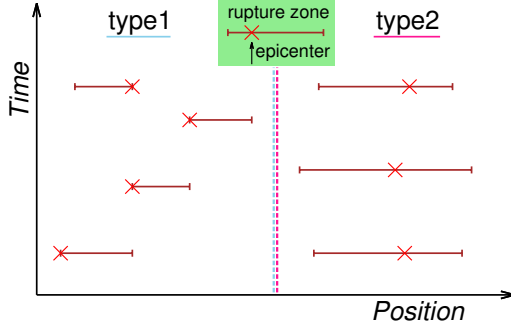 type1
rupture zone
epicenter
type2
Time
Position